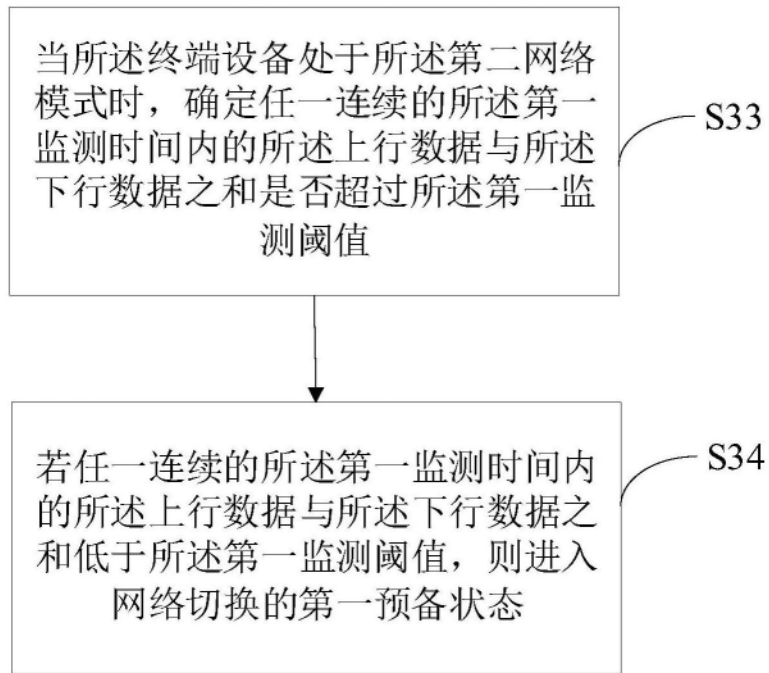 当所述终端设备处于所述第二网络
模式时，确定任一连续的所述第一
监测时间内的所述上行数据与所述
下行数据之和是否超过所述第一监
测阈值
S33
若任一连续的所述第一监测时间内
的所述上行数据与所述下行数据之
和低于所述第一监测阈值，则进入
网络切换的第一预备状态
S34